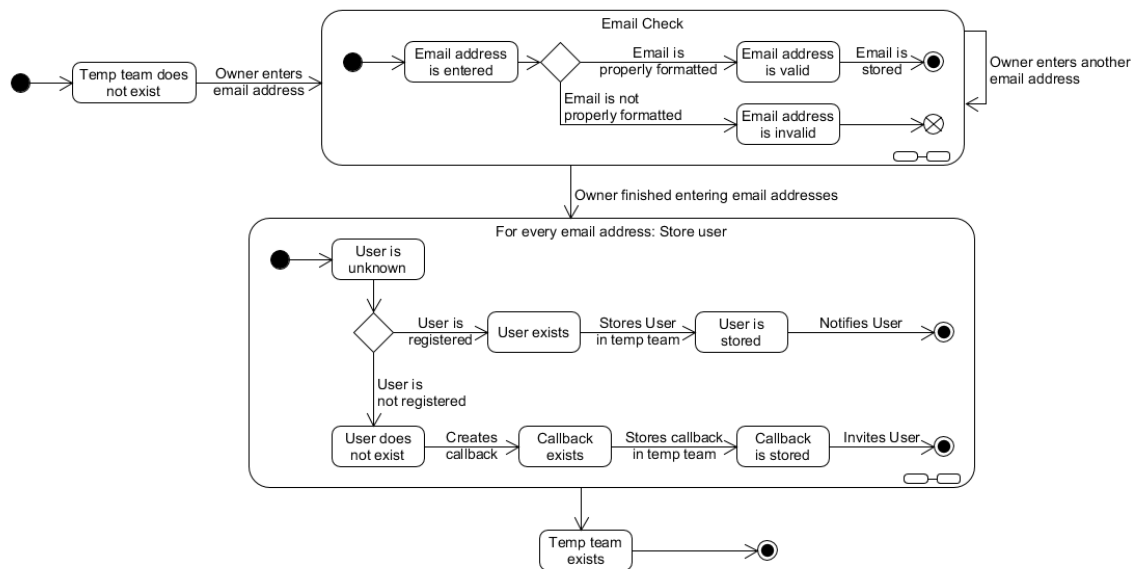 Email Check
Temp team does
not exist
Owner enters
email address
Email address
is entered
Email is
properly formatted
Email address
is valid
Email is
stored
Owner enters another
email address
Email is not
properly formatted
Email address
is invalid
Owner finished entering email addresses
For every email address: Store user
User is
unknown
User is
registered
User exists
Stores User
in temp team
User is
stored
Notifies User
User is
not registered
User does
not exist
Creates
callback
Callback
exists
Stores callback
in temp team
Callback
is stored
Invites User
Temp team
exists